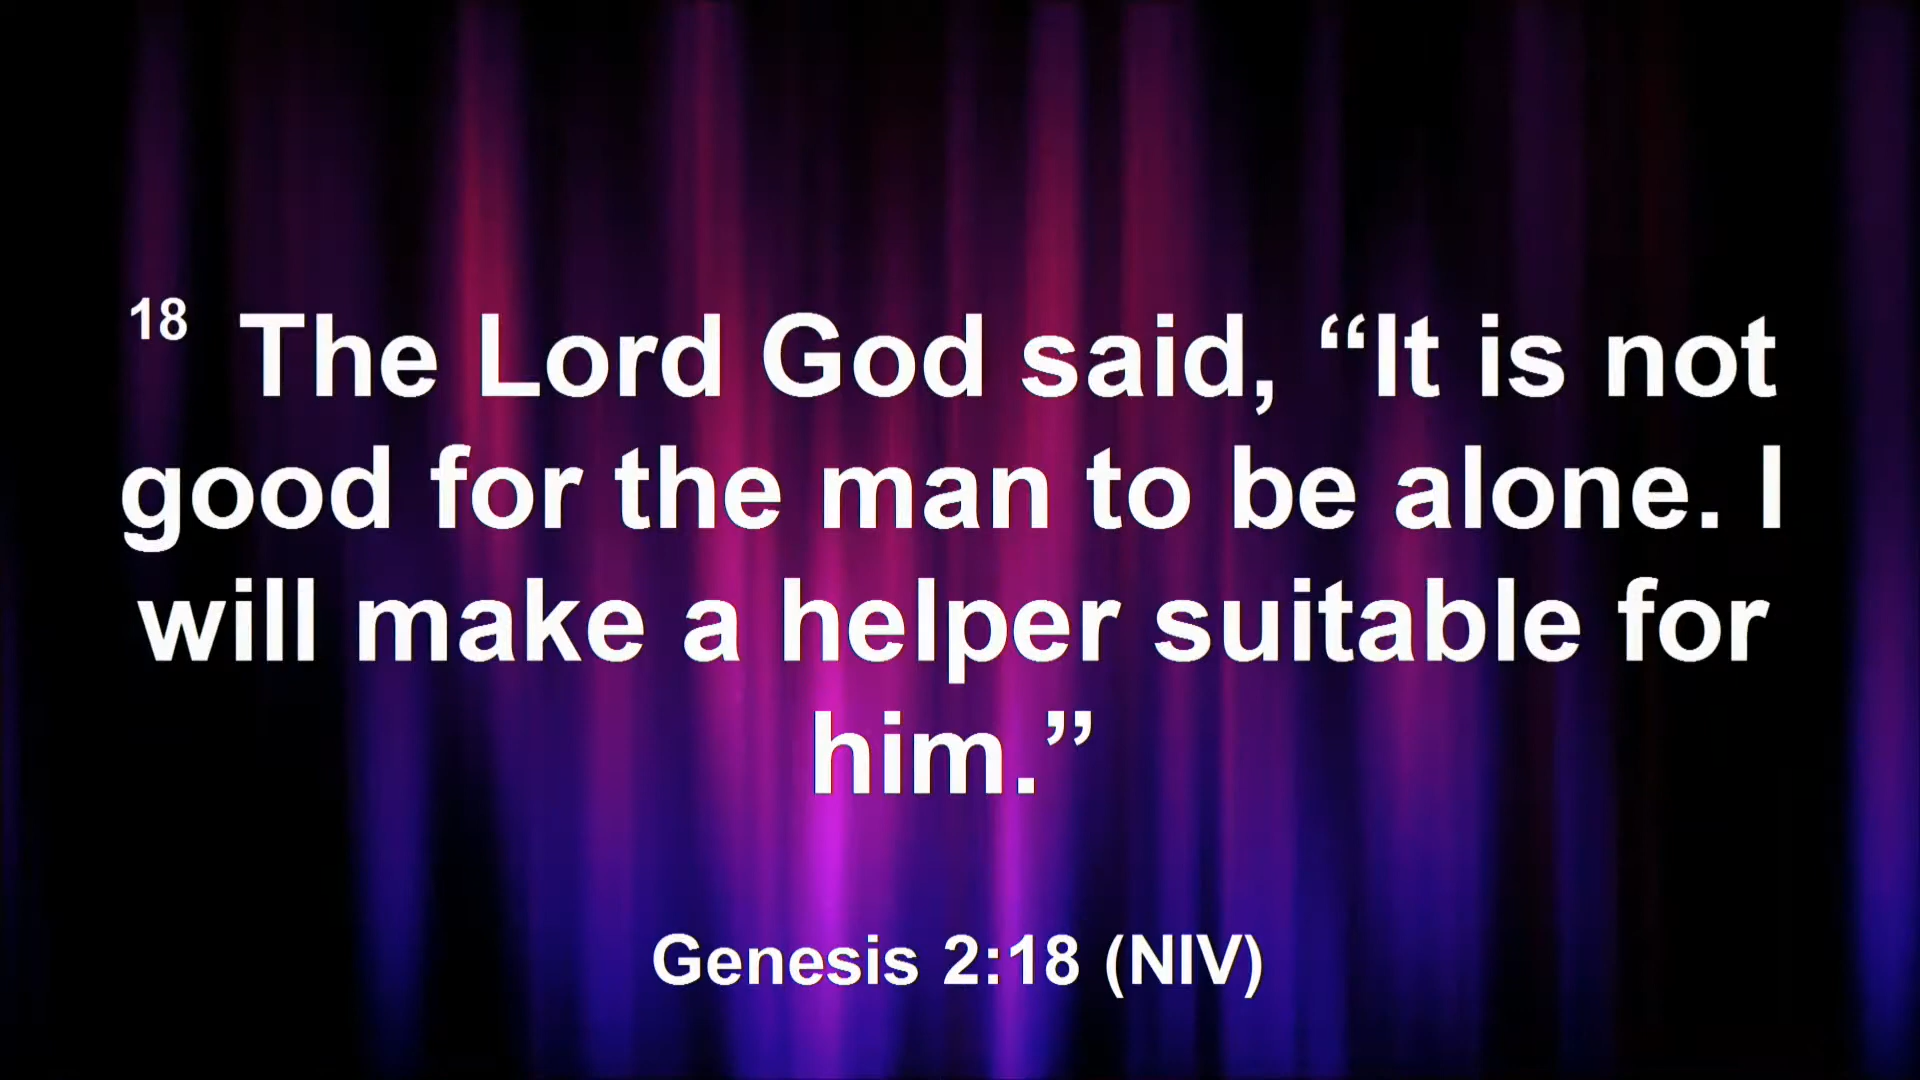 18 The Lord God said, “It is not
good for the man to be alone. I
will make a helper suitable for
him.”
Genesis 2:18 (NIV)